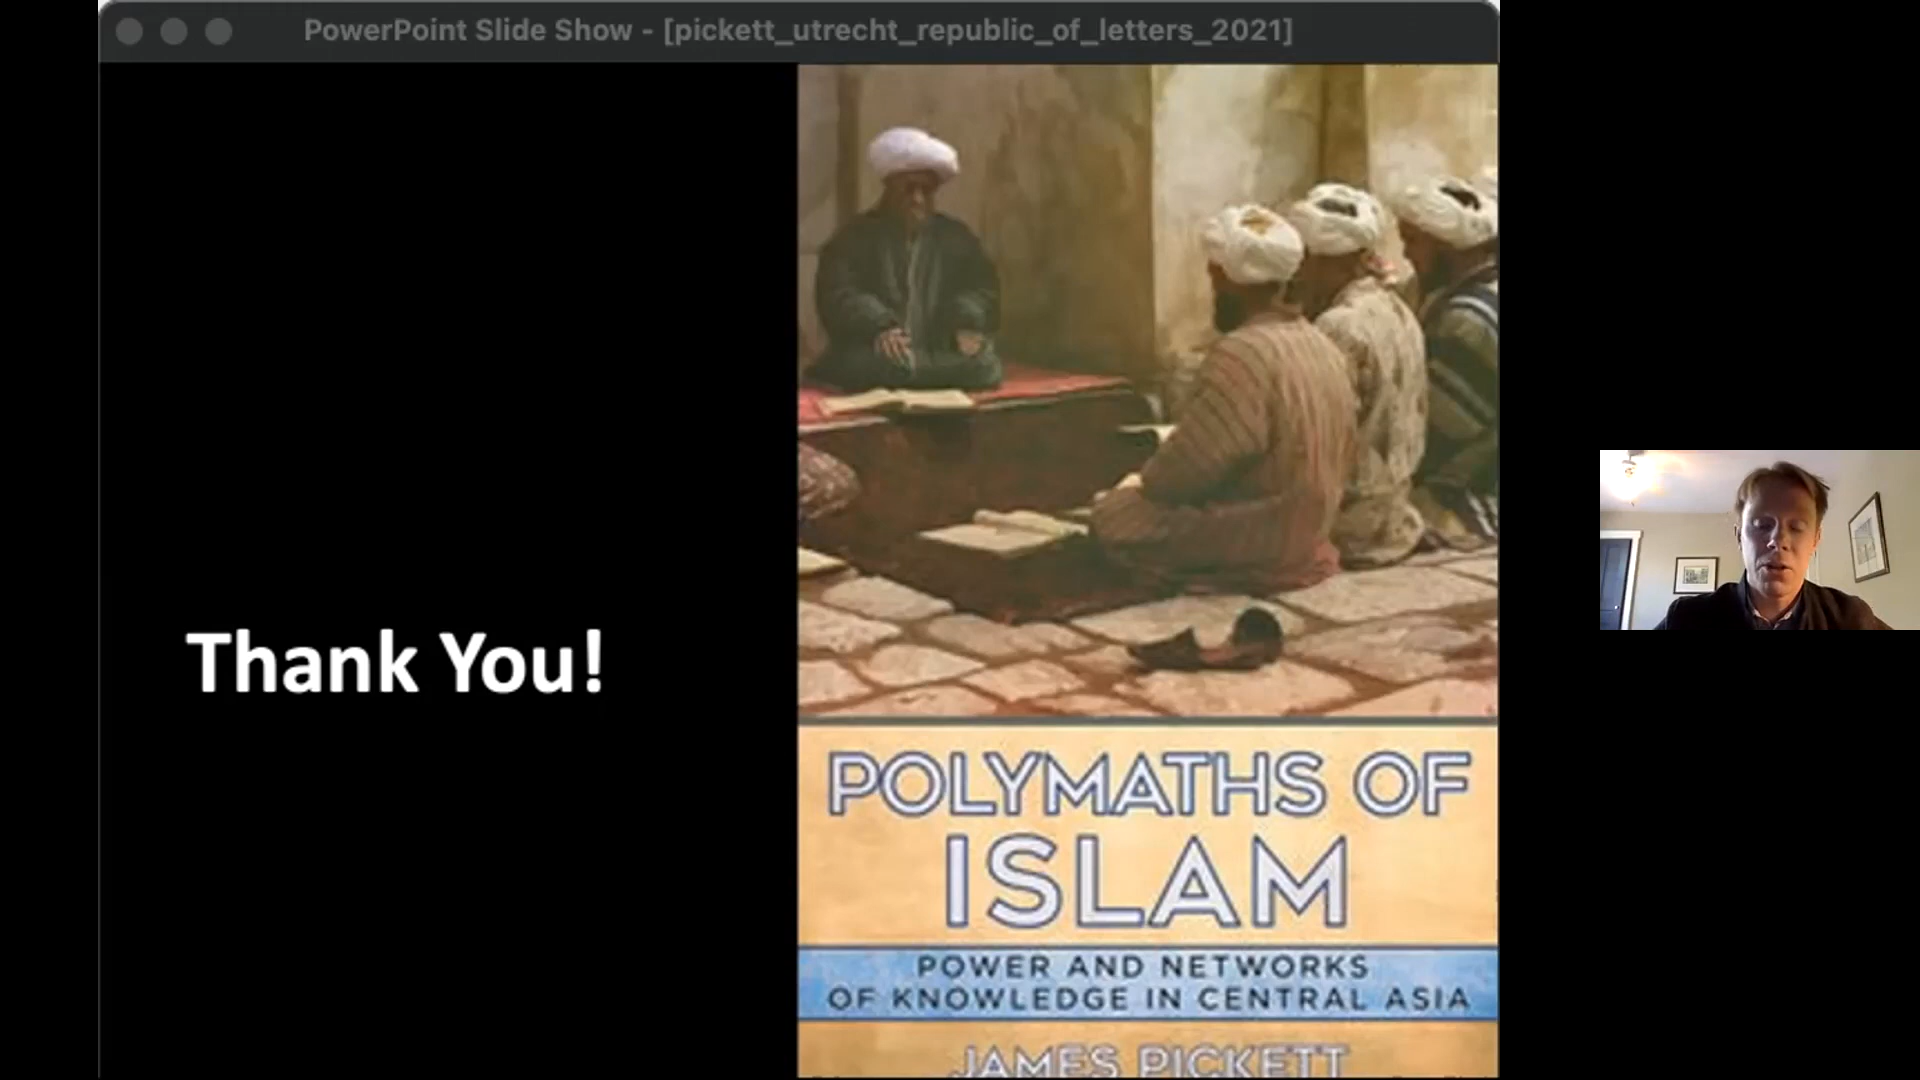 PowerPoint Slide Show - [pickett_utrecht_republic_of_letters_2021]
Thank You!
POLYMATHS OF
ISLAM
POWER AND NETWORKS
OF KNOWLEDGE IN CENTRAL ASIA
JAMES PICKETT